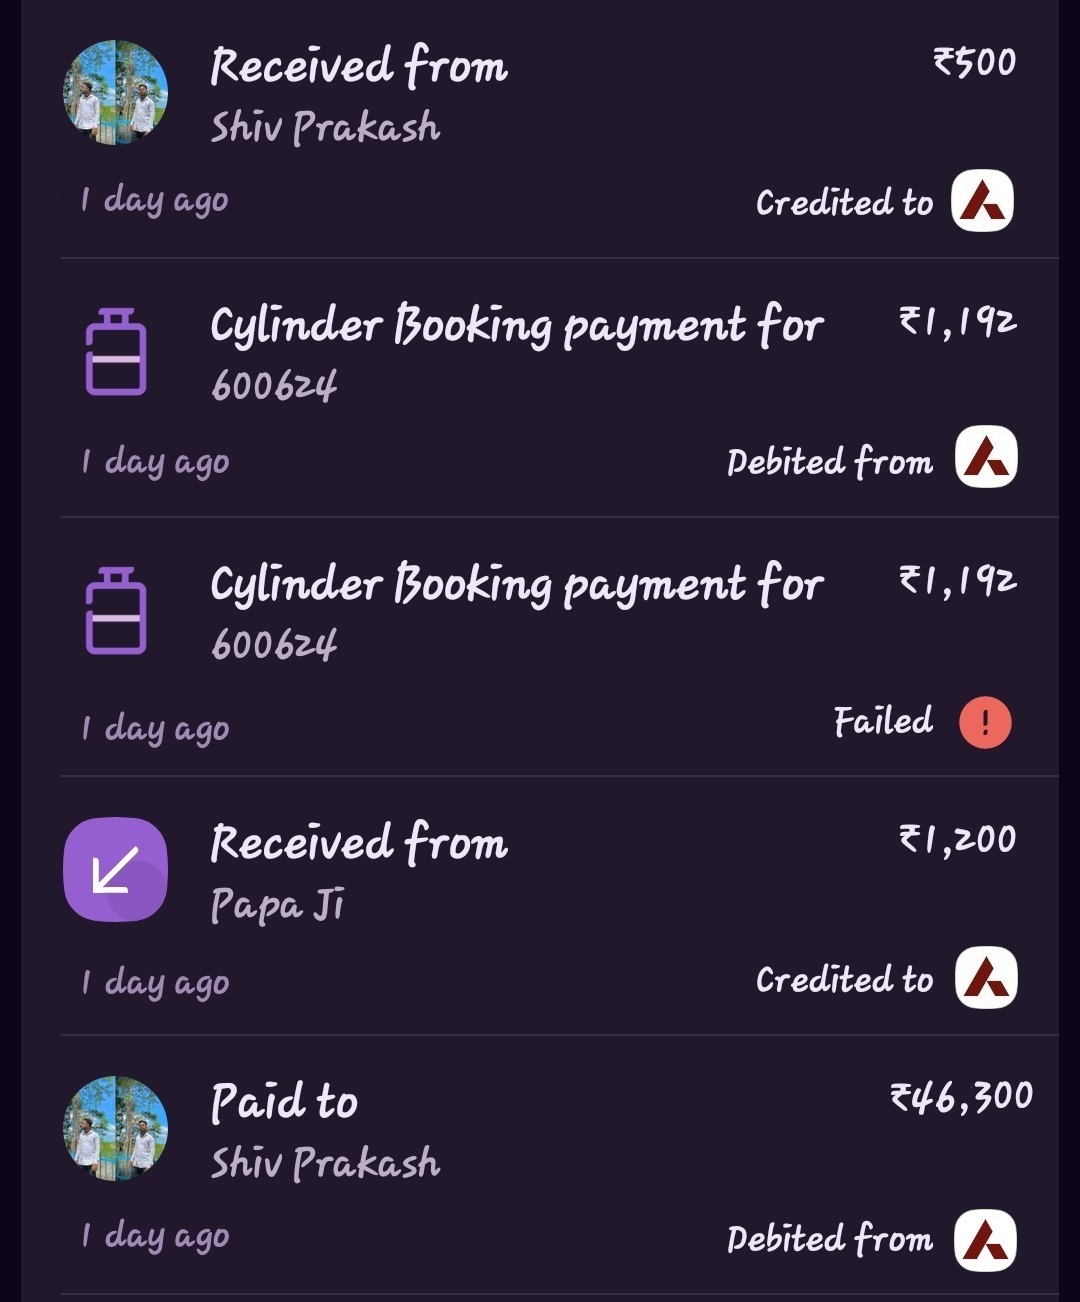 Received from
₹500
Shiv Prakash
1 day ago
Credited to
Cylinder Booking payment for
₹1,192
600624
1 day ago
Debited from
Cylinder Booking payment for
₹1,192
600624
1 day ago
Failed
!
Received from
₹1,200
Papa Ji
1 day ago
Credited to
Paid to
₹46,300
Shiv Prakash
1 day ago
Debited from